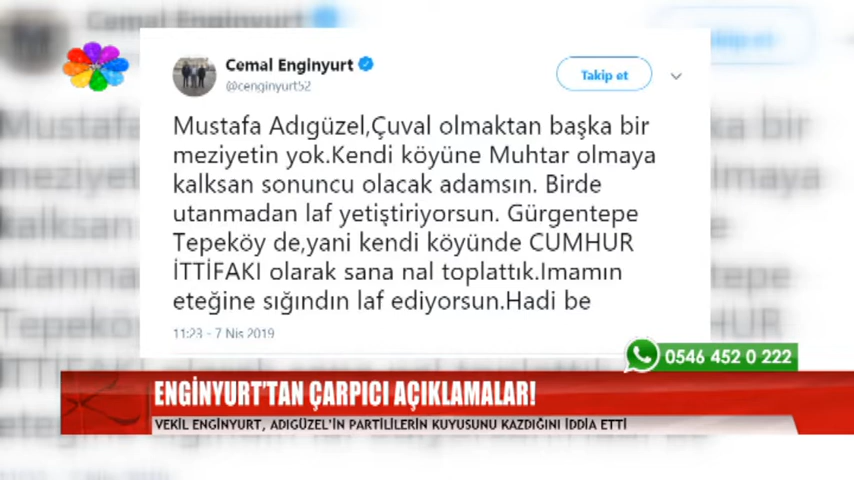 Cemal Enginyurt
@cenginyurt52
Takip et
Mustafa Adıgüzel,Çuval olmaktan başka bir
meziyetin yok.Kendi köyüne Muhtar olmaya
kalksan sonuncu olacak adamsın. Birde
utanmadan laf yetiştiriyorsun. Gürgentepe
Tepeköy de,yani kendi köyünde CUMHUR
İTTİFAKI olarak sana nal toplattık.Imamın
eteğine sığındın laf ediyorsun.Hadi be
11:23 - 7 Nis 2019
0546 452 0 222
ENGİNYURT'TAN ÇARPICI AÇIKLAMALAR!
VEKİL ENGİNYURT, ADIGÜZEL'İN PARTİLİLERİN KUYUSUNU KAZDIĞINI İDDİA ETTİ